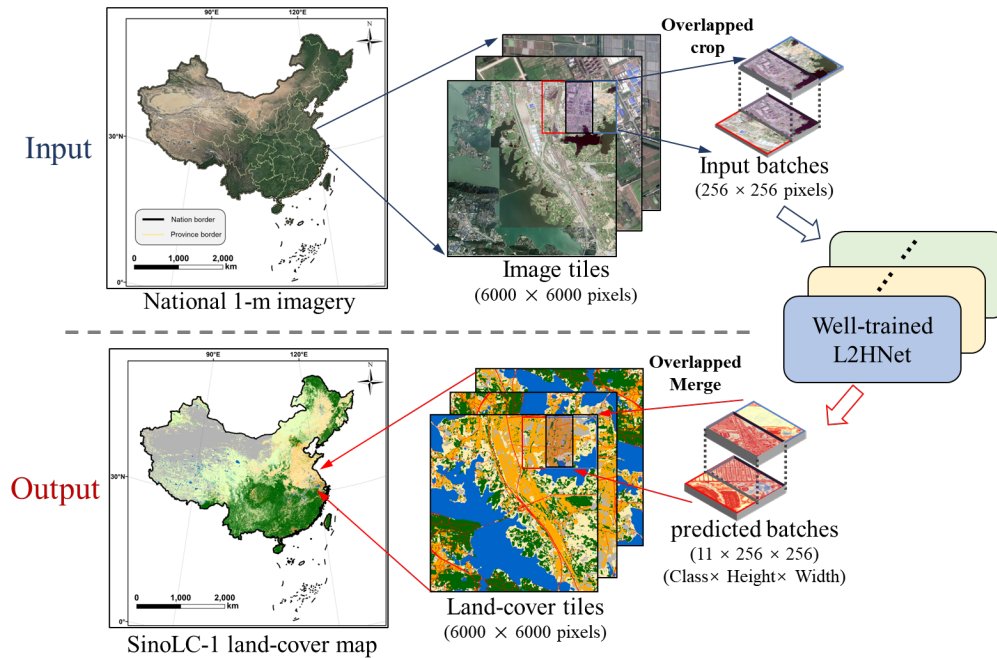 90°E 120°E
Overlapped
crop
30°N
Input
Nation border
Province border
0 1,000 2,000
km
0°
National 1-m imagery
Image tiles
(6000 × 6000 pixels)
Input batches
(256 × 256 pixels)
Well-trained
L2HNet
90°E 120°E
Overlapped
Merge
30°N
Output
0 1,000 2,000
km
0°
SinoLC-1 land-cover map
Land-cover tiles
(6000 × 6000 pixels)
predicted batches
(11 × 256 × 256)
(Class× Height× Width)